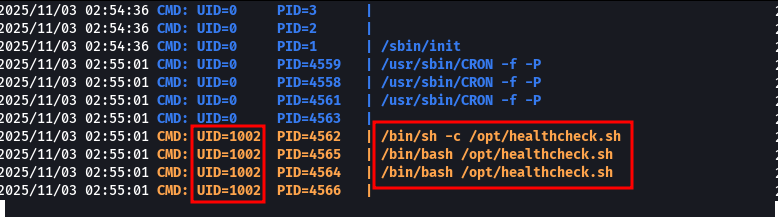 2025/11/03 02:54:36 CMD: UID=0 PID=3 |
2025/11/03 02:54:36 CMD: UID=0 PID=2 |
2025/11/03 02:54:36 CMD: UID=0 PID=1 | /sbin/init
2025/11/03 02:55:01 CMD: UID=0 PID=4559 | /usr/sbin/CRON -f -P
2025/11/03 02:55:01 CMD: UID=0 PID=4558 | /usr/sbin/CRON -f -P
2025/11/03 02:55:01 CMD: UID=0 PID=4561 | /usr/sbin/CRON -f -P
2025/11/03 02:55:01 CMD: UID=0 PID=4563 |
2025/11/03 02:55:01 CMD: UID=1002 PID=4562 | /bin/sh -c /opt/healthcheck.sh
2025/11/03 02:55:01 CMD: UID=1002 PID=4565 | /bin/bash /opt/healthcheck.sh
2025/11/03 02:55:01 CMD: UID=1002 PID=4564 | /bin/bash /opt/healthcheck.sh
2025/11/03 02:55:01 CMD: UID=1002 PID=4566 |